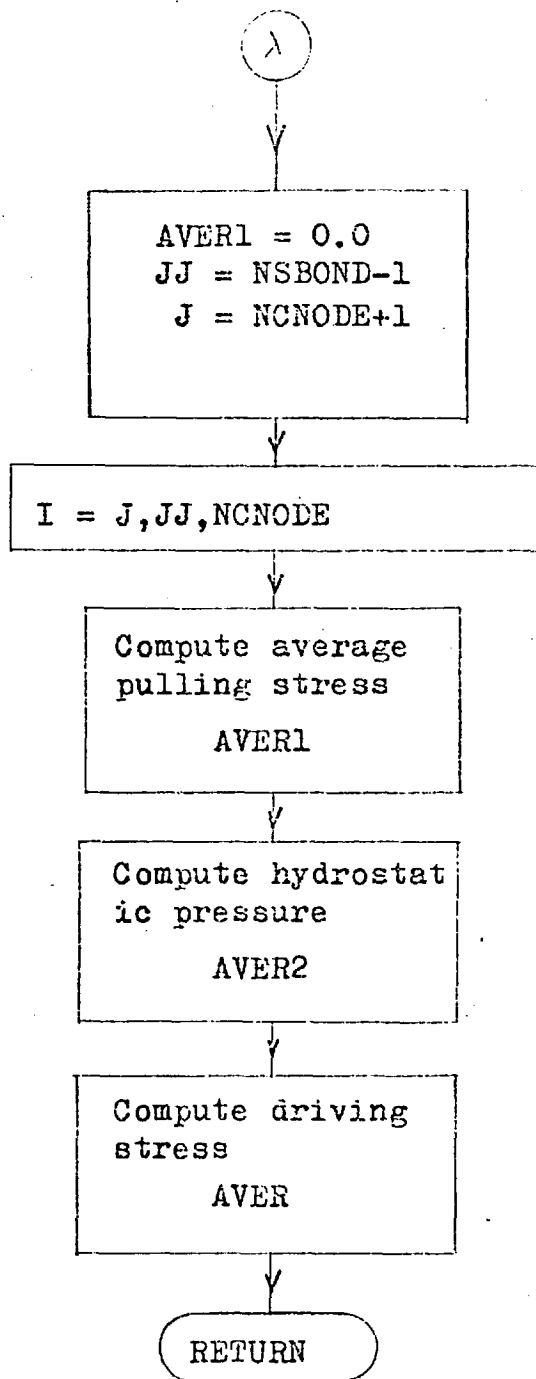 λ
AVER1 = 0.0
JJ = NSBOND-1
J = NCNODE+1
I = J,JJ,NCNODE
Compute average
pulling stress
AVER1
Compute hydrostat
ic pressure
AVER2
Compute driving
stress
AVER
RETURN